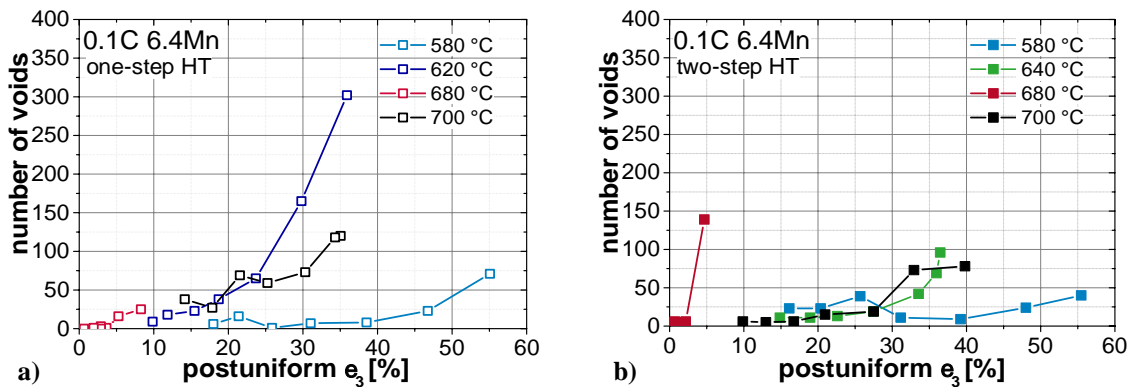 400
350
300
250
200
150
100
50
0
number of voids
0.1C 6.4Mn
one-step HT
580 °C
620 °C
680 °C
700 °C
0 10 20 30 40 50 60
postuniform e₃ [%]
a)
400
350
300
250
200
150
100
50
0
number of voids
0.1C 6.4Mn
two-step HT
580 °C
640 °C
680 °C
700 °C
0 10 20 30 40 50 60
postuniform e₃ [%]
b)